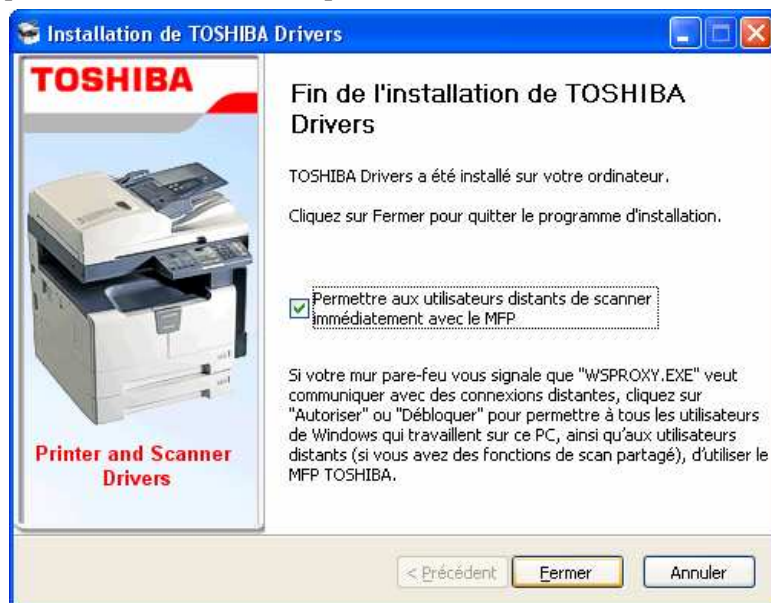 Installation de TOSHIBA Drivers
TOSHIBA
Printer and Scanner
Drivers
Fin de l'installation de TOSHIBA
Drivers
TOSHIBA Drivers a été installé sur votre ordinateur.
Cliquez sur Fermer pour quitter le programme d'installation.
Permettre aux utilisateurs distants de scanner
immédiatement avec le MFP
Si votre mur pare-feu vous signale que "WSPROXY.EXE" veut
communiquer avec des connexions distantes, cliquez sur
"Autoriser" ou "Débloquer" pour permettre à tous les utilisateurs
de Windows qui travaillent sur ce PC, ainsi qu'aux utilisateurs
distants (si vous avez des fonctions de scan partagé), d'utiliser le
MFP TOSHIBA.
< Précédent
Fermer
Annuler